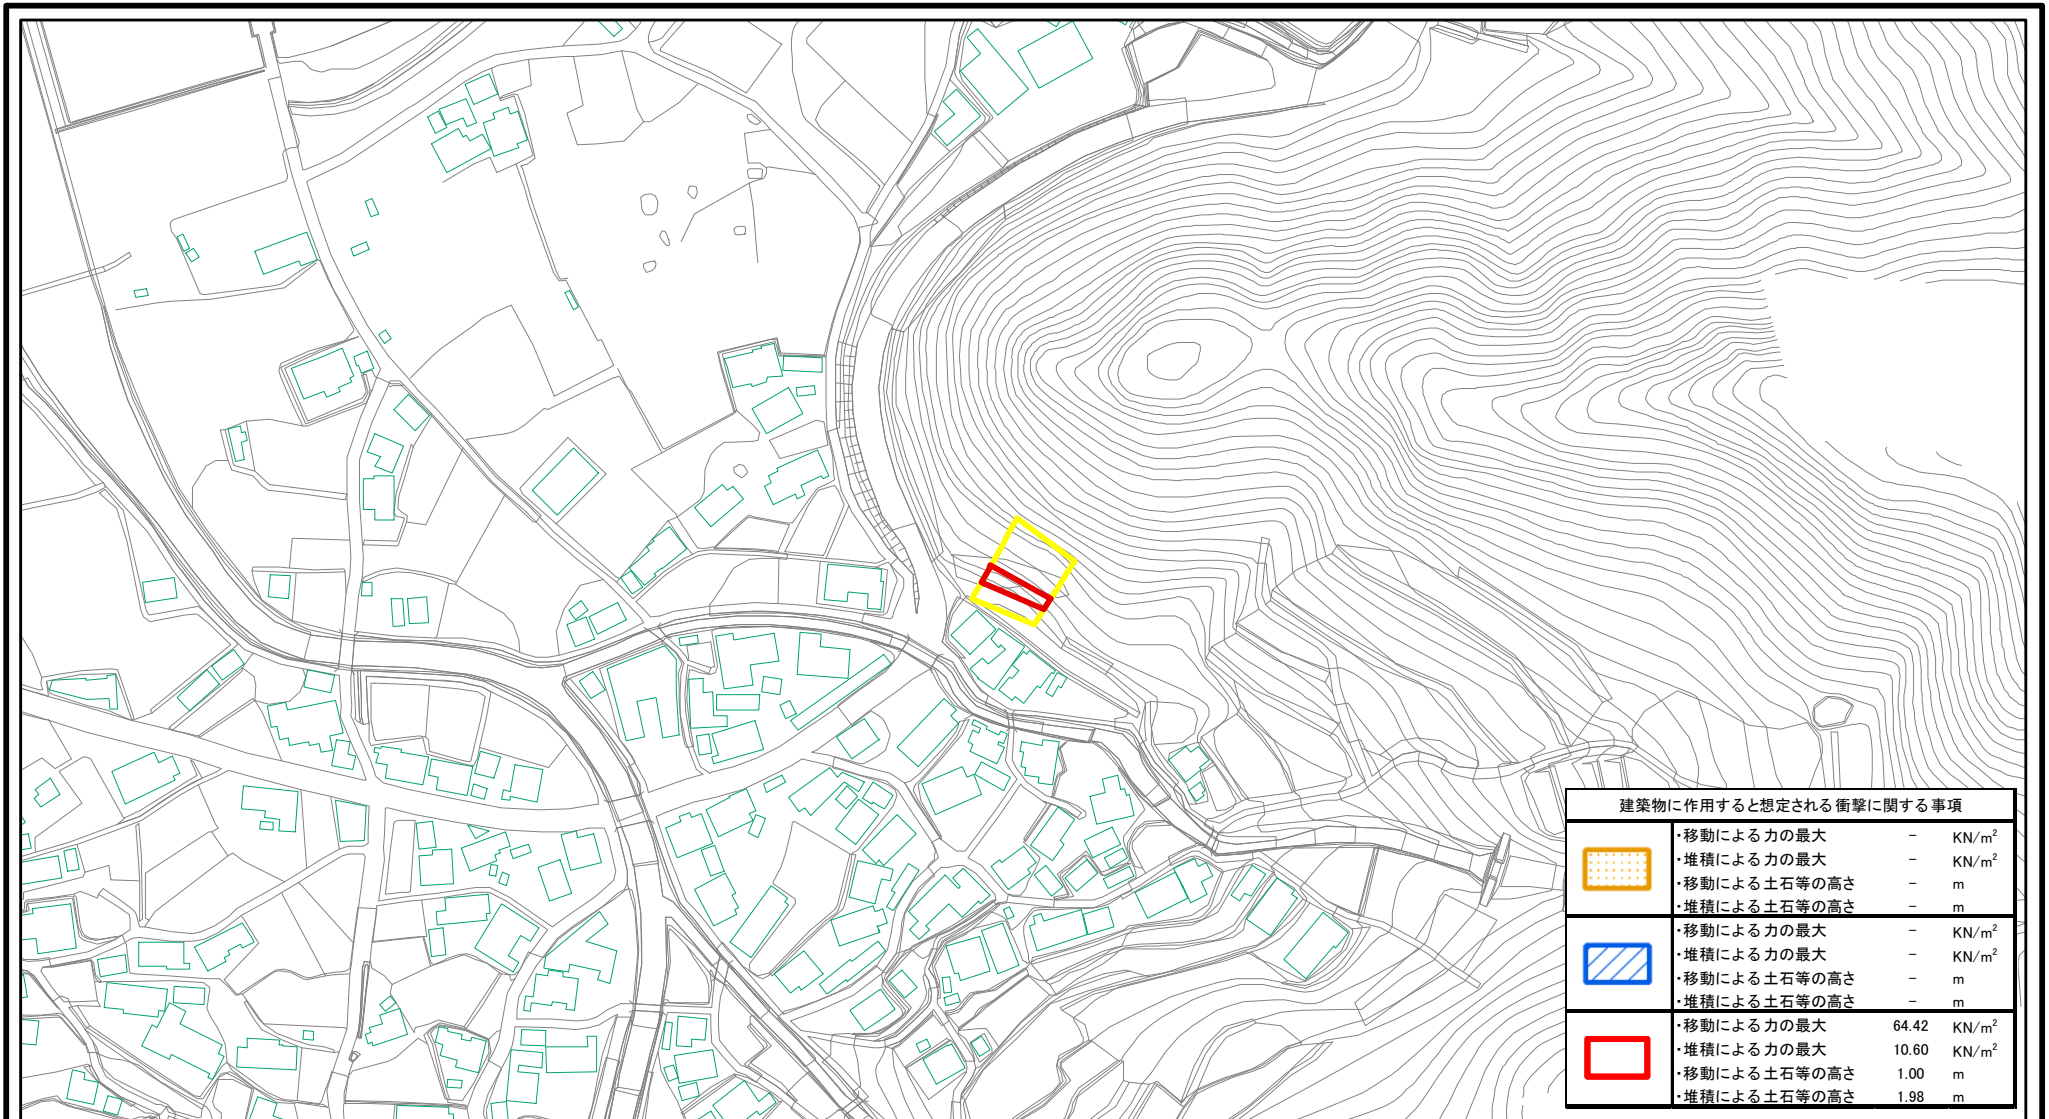 建築物に作用すると想定される衝撃に関する事項
・移動による力の最大 - KN/m²
・堆積による力の最大 - KN/m²
・移動による土石等の高さ - m
・堆積による土石等の高さ - m
・移動による力の最大 - KN/m²
・堆積による力の最大 - KN/m²
・移動による土石等の高さ - m
・堆積による土石等の高さ - m
・移動による力の最大 64.42 KN/m²
・堆積による力の最大 10.60 KN/m²
・移動による土石等の高さ 1.00 m
・堆積による土石等の高さ 1.98 m